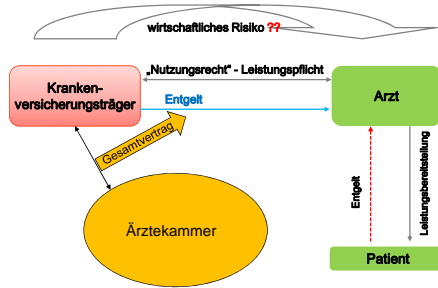 wirtschaftliches Risiko ??
„Nutzungsrecht“ - Leistungspflicht
Kranken-
versicherungsträger
Entgelt
Arzt
Gesamtvertrag
Ärztekammer
Entgelt
Leistungsbereitstellung
Patient